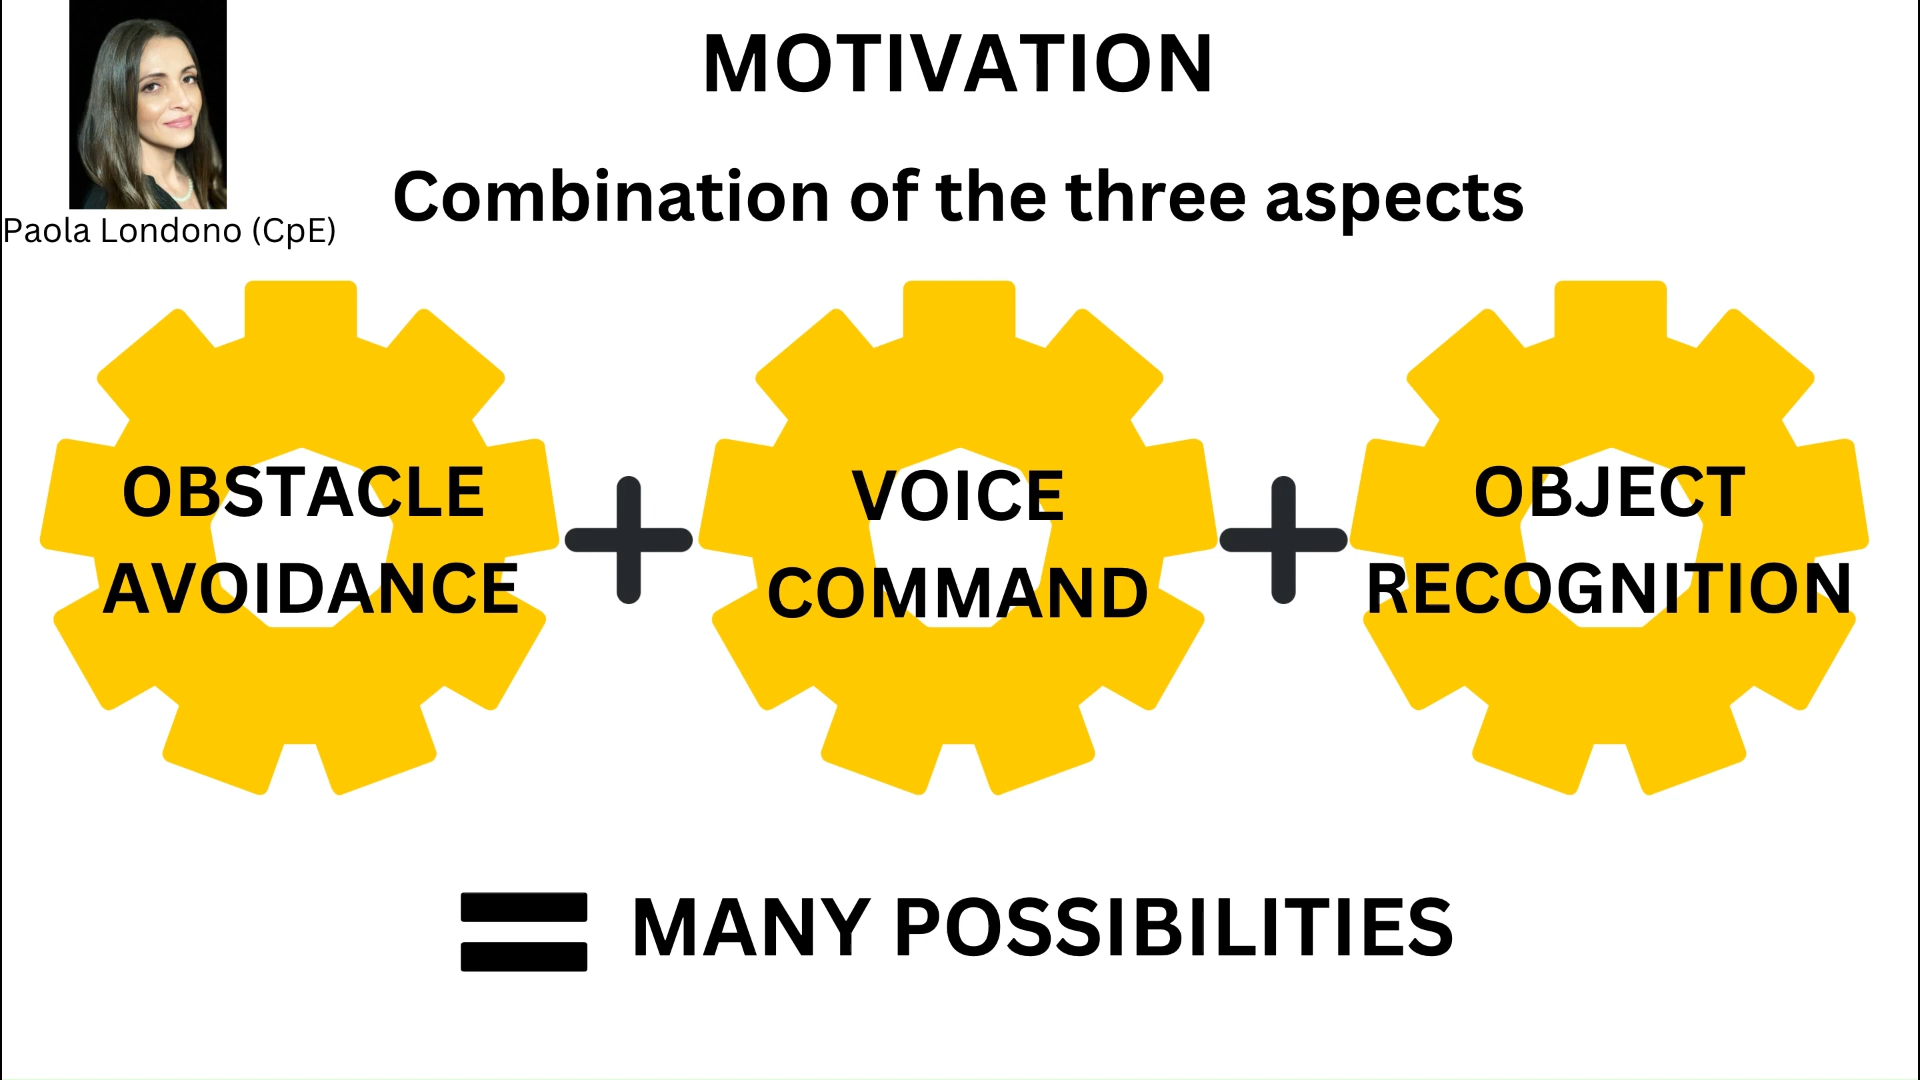 MOTIVATION
Combination of the three aspects
Paola Londono (CpE)
OBSTACLE
AVOIDANCE
VOICE
COMMAND
OBJECT
RECOGNITION
MANY POSSIBILITIES